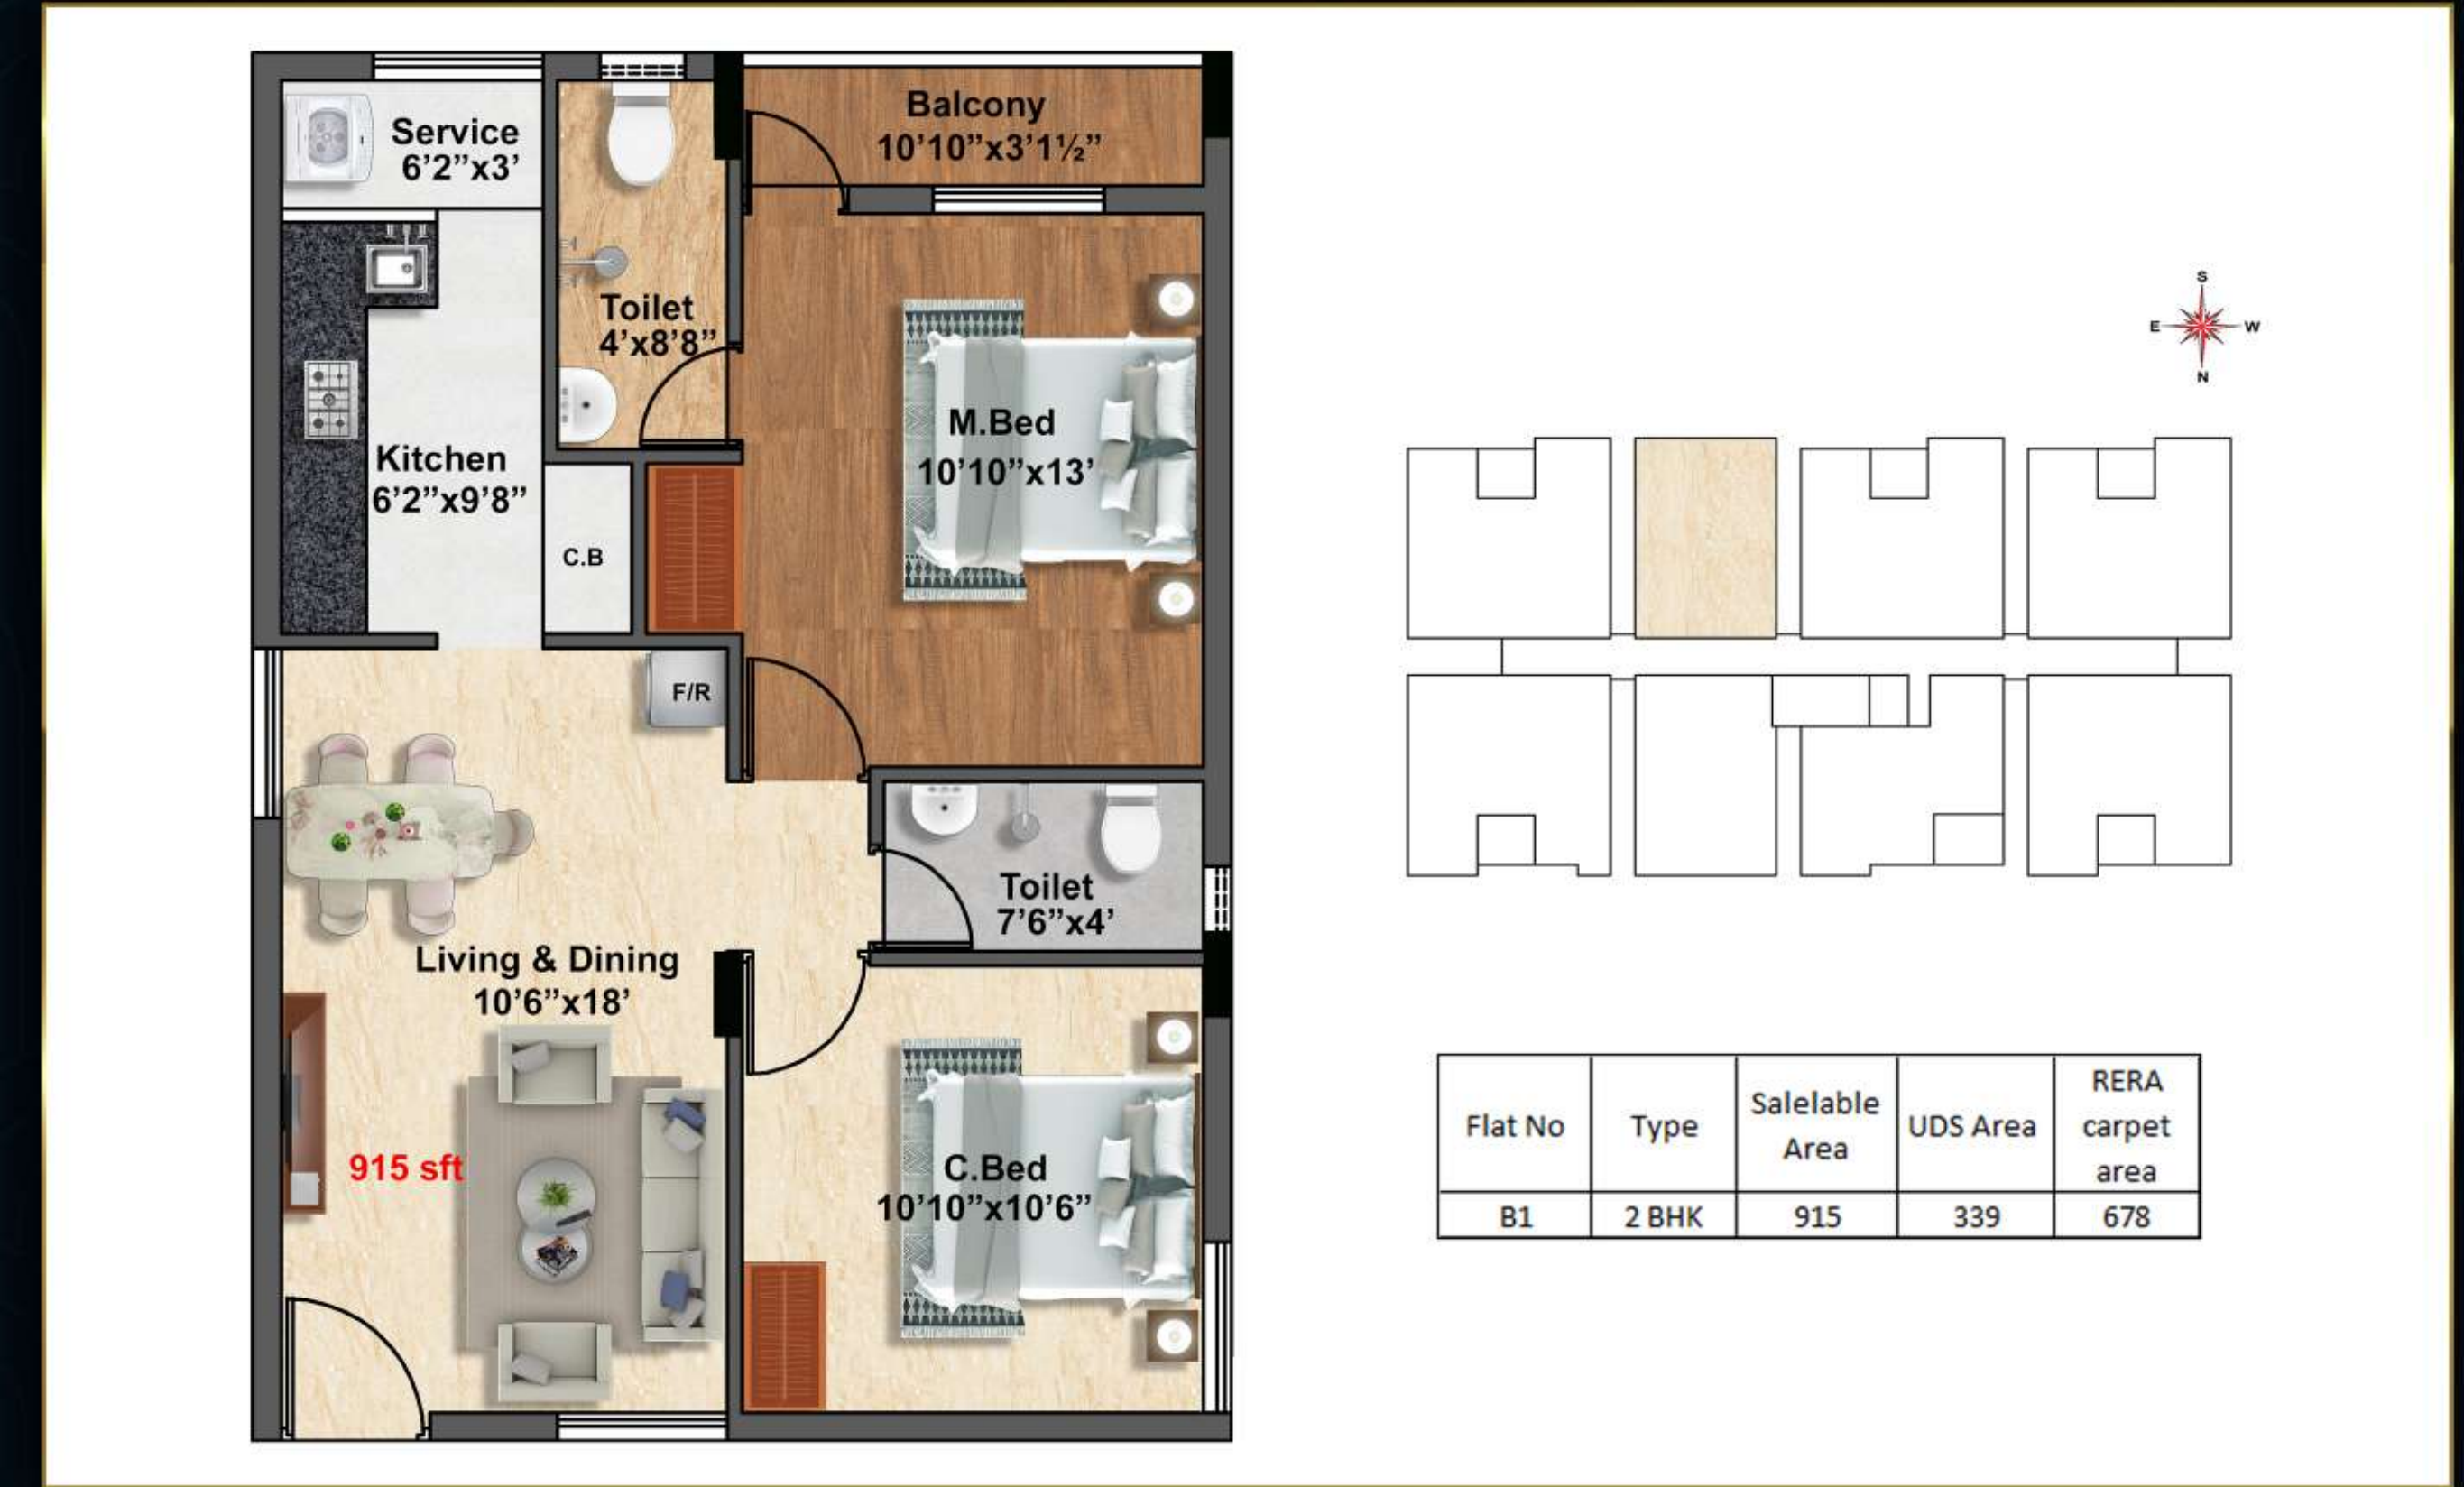 Service
6'2"x3'
Balcony
10'10"x3'1½"
Toilet
4'x8'8"
M.Bed
10'10"x13'
Kitchen
6'2"x9'8"
C.B
F/R
Toilet
7'6"x4'
Living & Dining
10'6"x18'
915 sft
C.Bed
10'10"x10'6"
S
E W
N
Flat No Type Salelable Area UDS Area RERA carpet area
B1 2 BHK 915 339 678